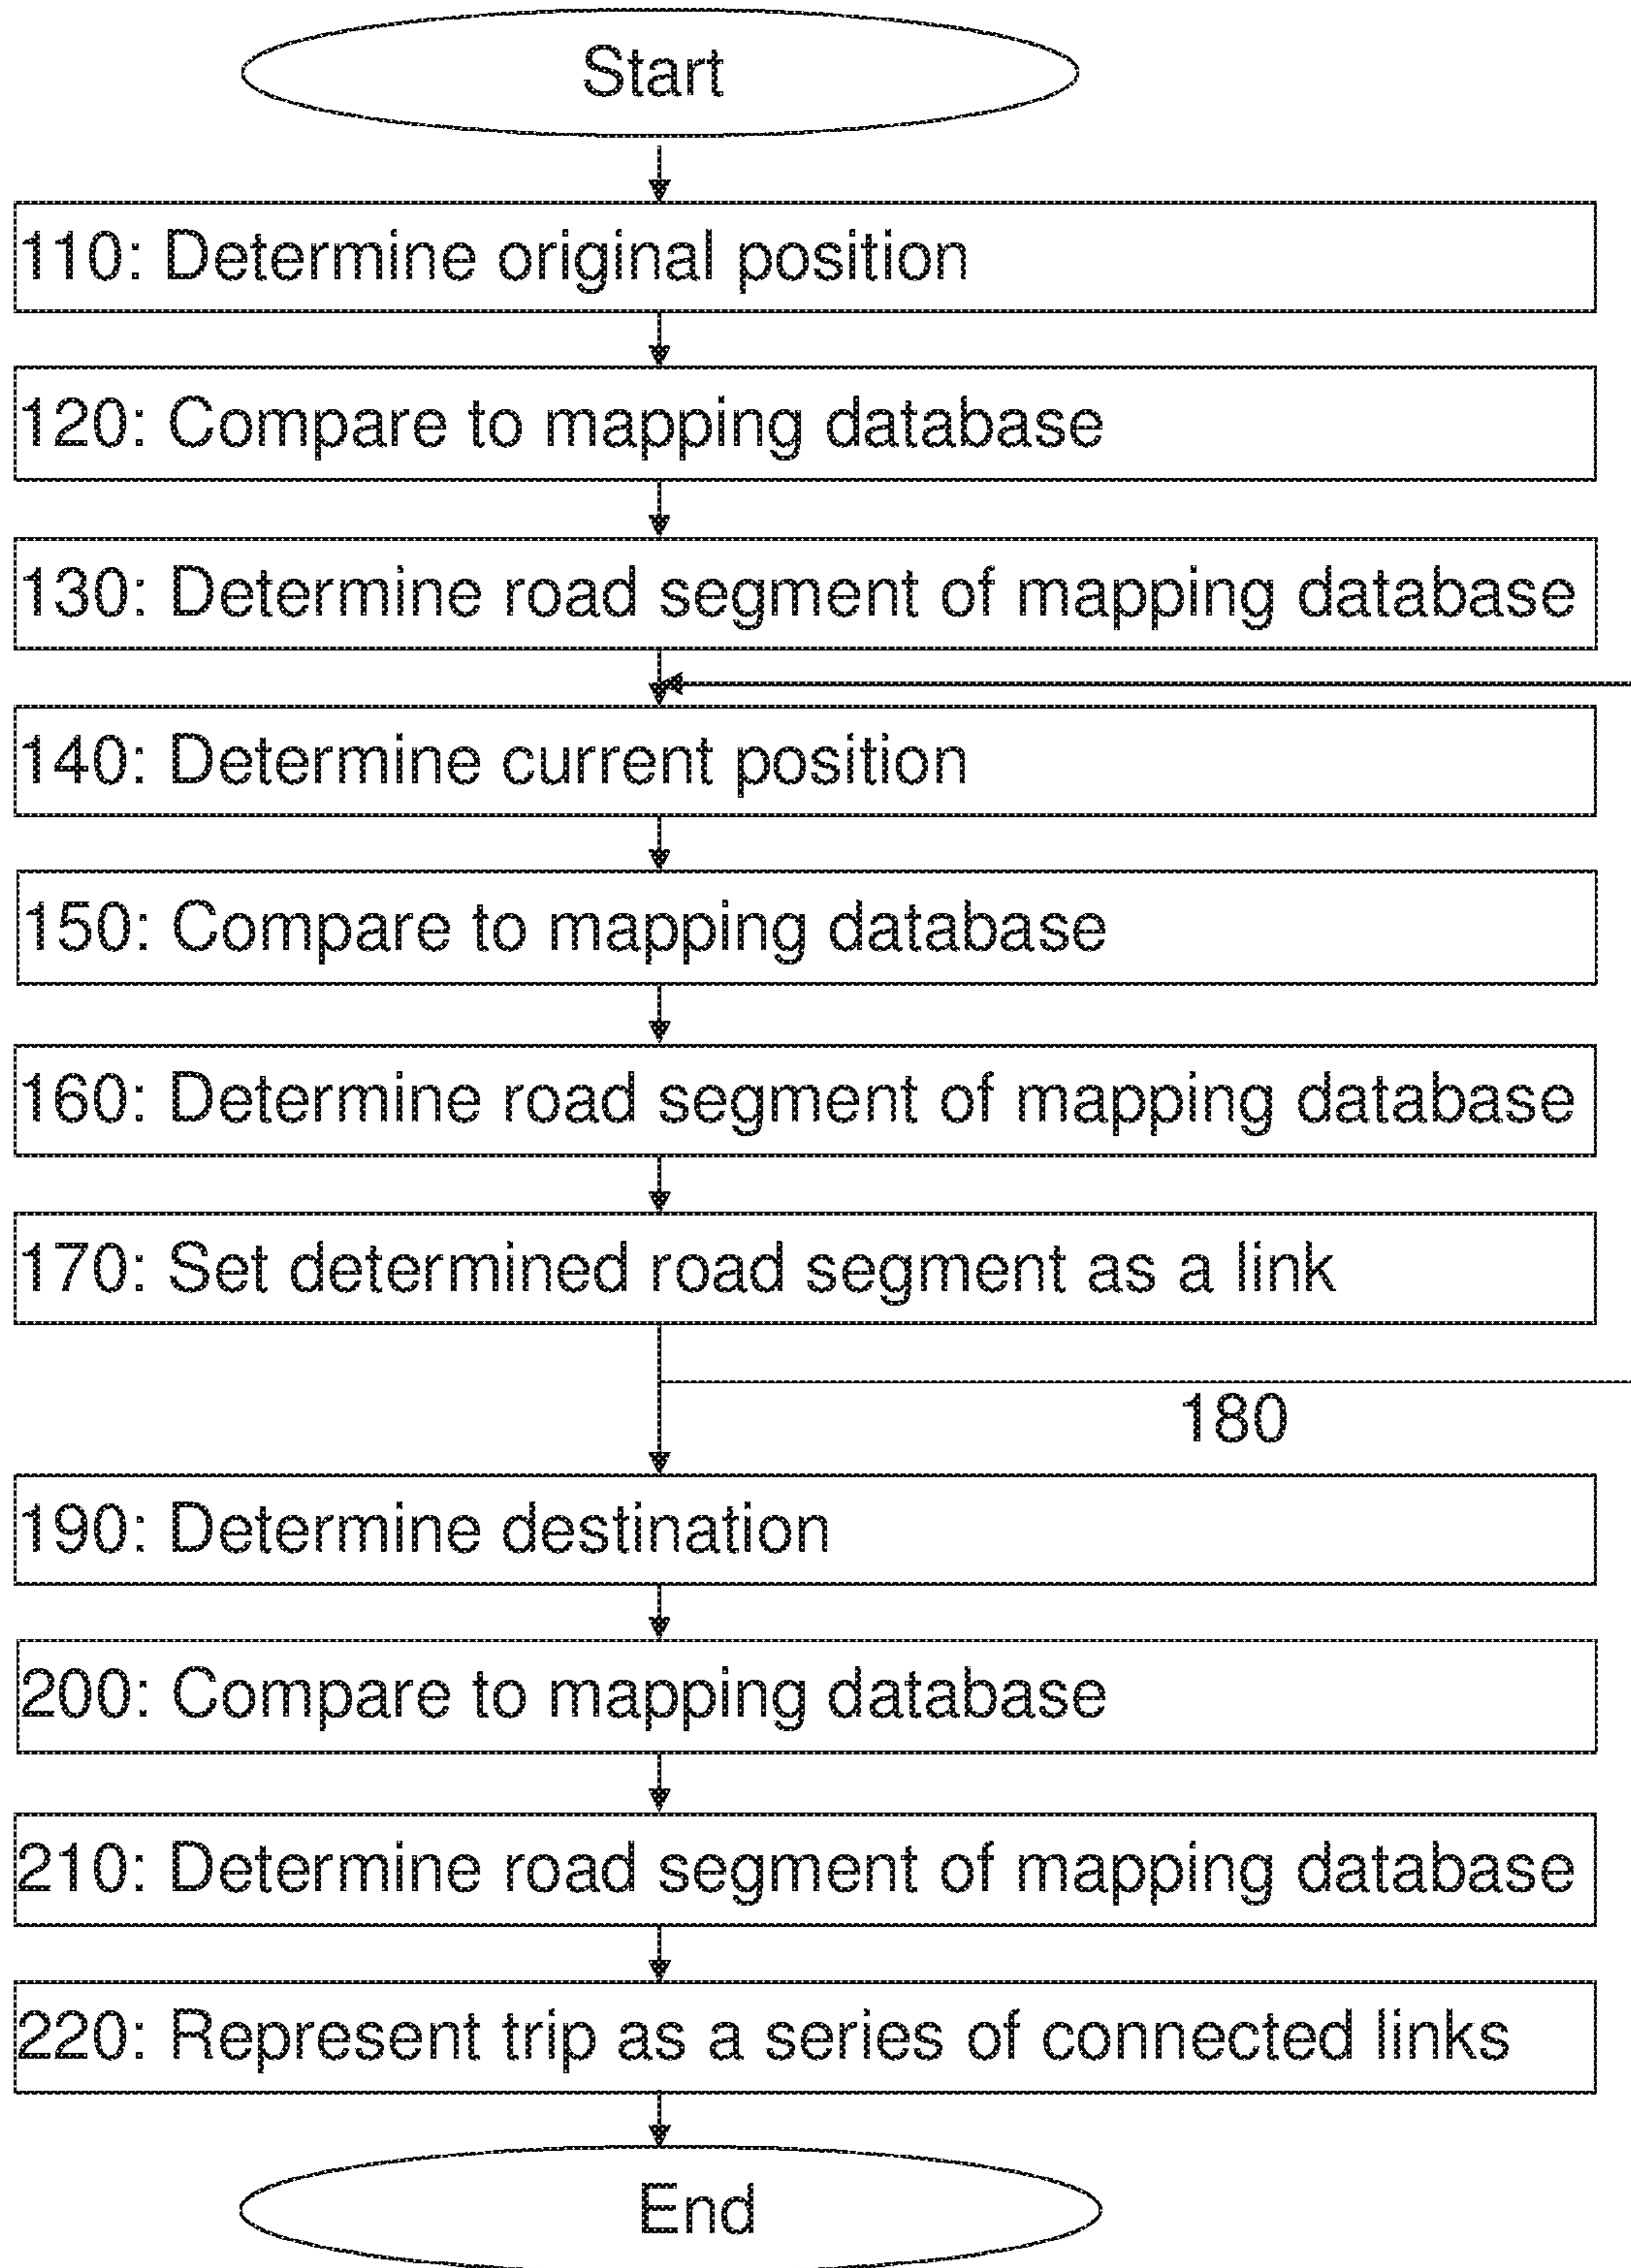 Start
110: Determine original position
120: Compare to mapping database
130: Determine road segment of mapping database
140: Determine current position
150: Compare to mapping database
160: Determine road segment of mapping database
170: Set determined road segment as a link
180
190: Determine destination
200: Compare to mapping database
210: Determine road segment of mapping database
220: Represent trip as a series of connected links
End